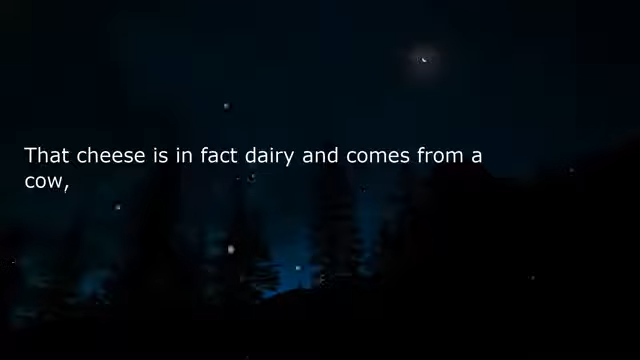 That cheese is in fact dairy and comes from a
cow,